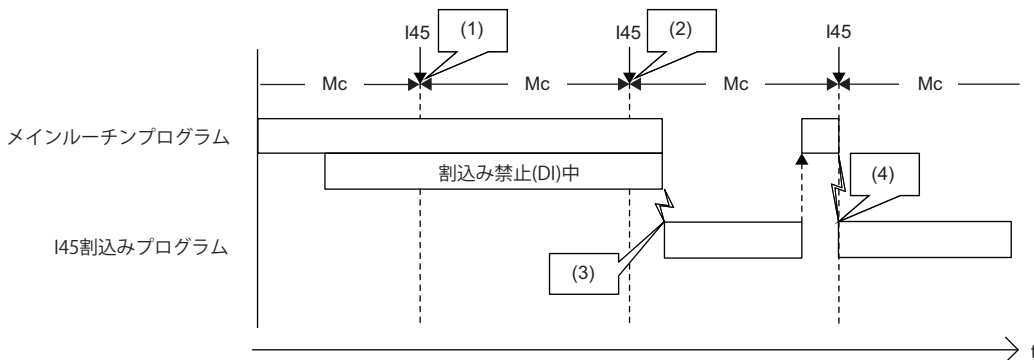 I45 (1) I45 (2) I45
Mc Mc Mc Mc
メインルーチンプログラム
割込み禁止(DI)中
(4)
I45割込みプログラム
(3)
t